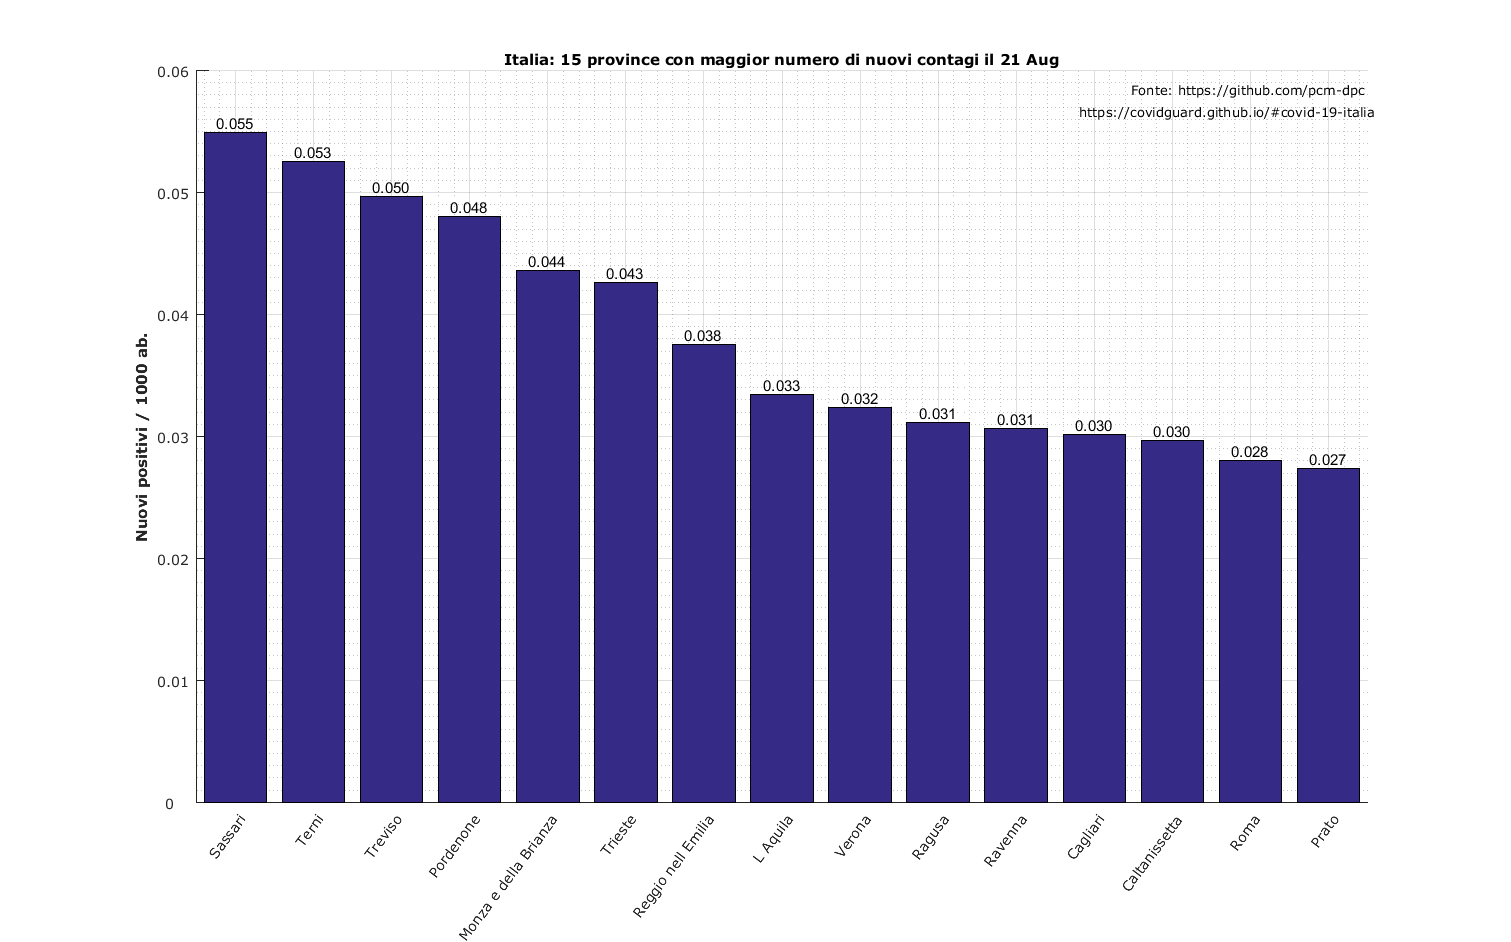 Italia: 15 province con maggior numero di nuovi contagi il 21 Aug
Fonte: https://github.com/pcm-dpc
https://covidguard.github.io/#covid-19-italia
Nuovi positivi / 1000 ab.
0.06
0.05
0.04
0.03
0.02
0.01
0
0.055
0.053
0.050
0.048
0.044
0.043
0.038
0.033
0.032
0.031
0.031
0.030
0.030
0.028
0.027
Sassari
Terni
Treviso
Pordenone
Monza e della Brianza
Trieste
Reggio nell Emilia
L Aquila
Verona
Ragusa
Ravenna
Cagliari
Caltanissetta
Roma
Prato